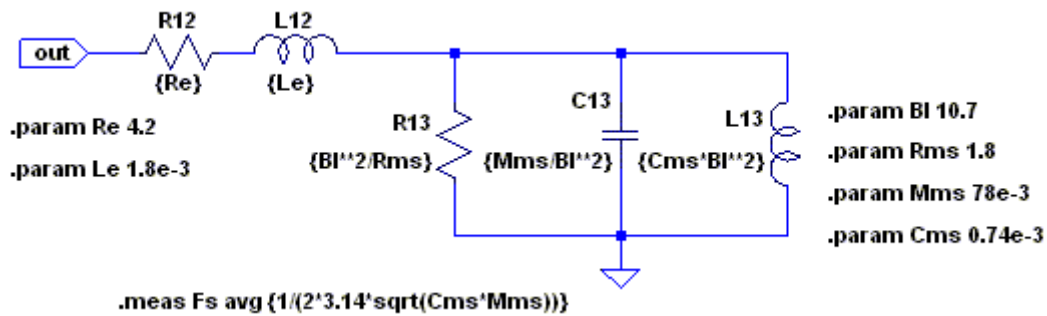 R12
L12
out
{Re}
{Le}
.param Re 4.2
.param Le 1.8e-3
R13
{Bl**2/Rms}
C13
{Mms/Bl**2}
L13
{Cms*Bl**2}
.param Bl 10.7
.param Rms 1.8
.param Mms 78e-3
.param Cms 0.74e-3
.meas Fs avg {1/(2*3.14*sqrt(Cms*Mms))}